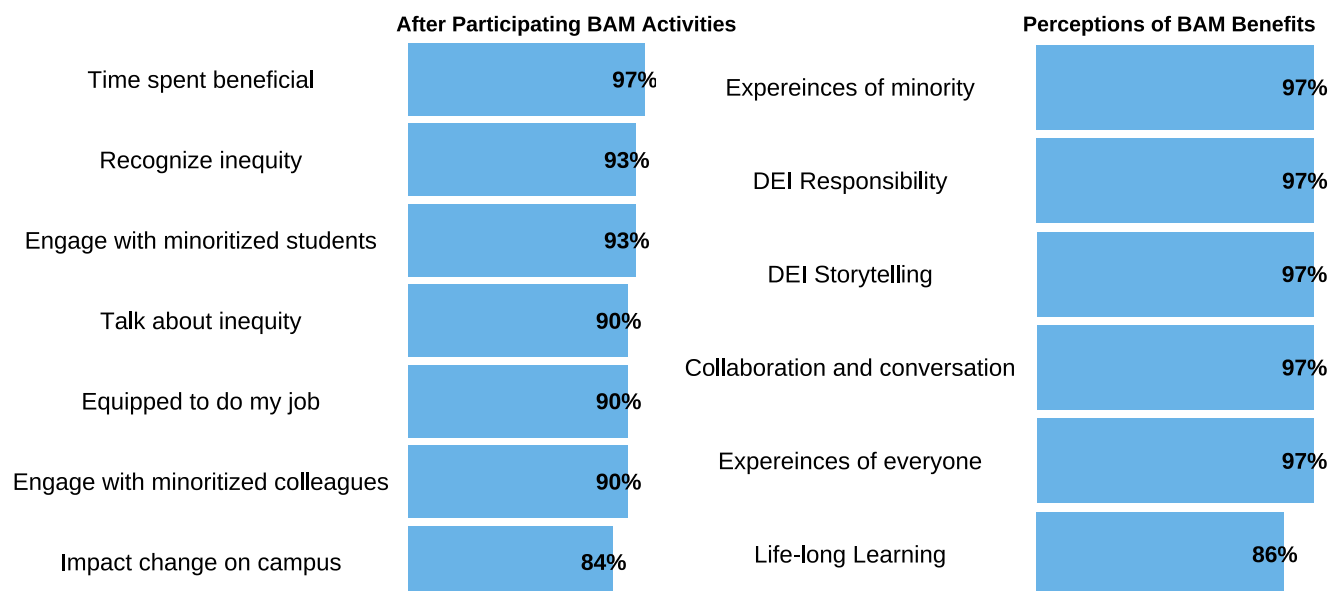 After Participating BAM Activities
Time spent beneficial 97%
Recognize inequity 93%
Engage with minoritized students 93%
Talk about inequity 90%
Equipped to do my job 90%
Engage with minoritized colleagues 90%
Impact change on campus 84%
Perceptions of BAM Benefits
Expereinces of minority 97%
DEI Responsibility 97%
DEI Storytelling 97%
Collaboration and conversation 97%
Expereinces of everyone 97%
Life-long Learning 86%